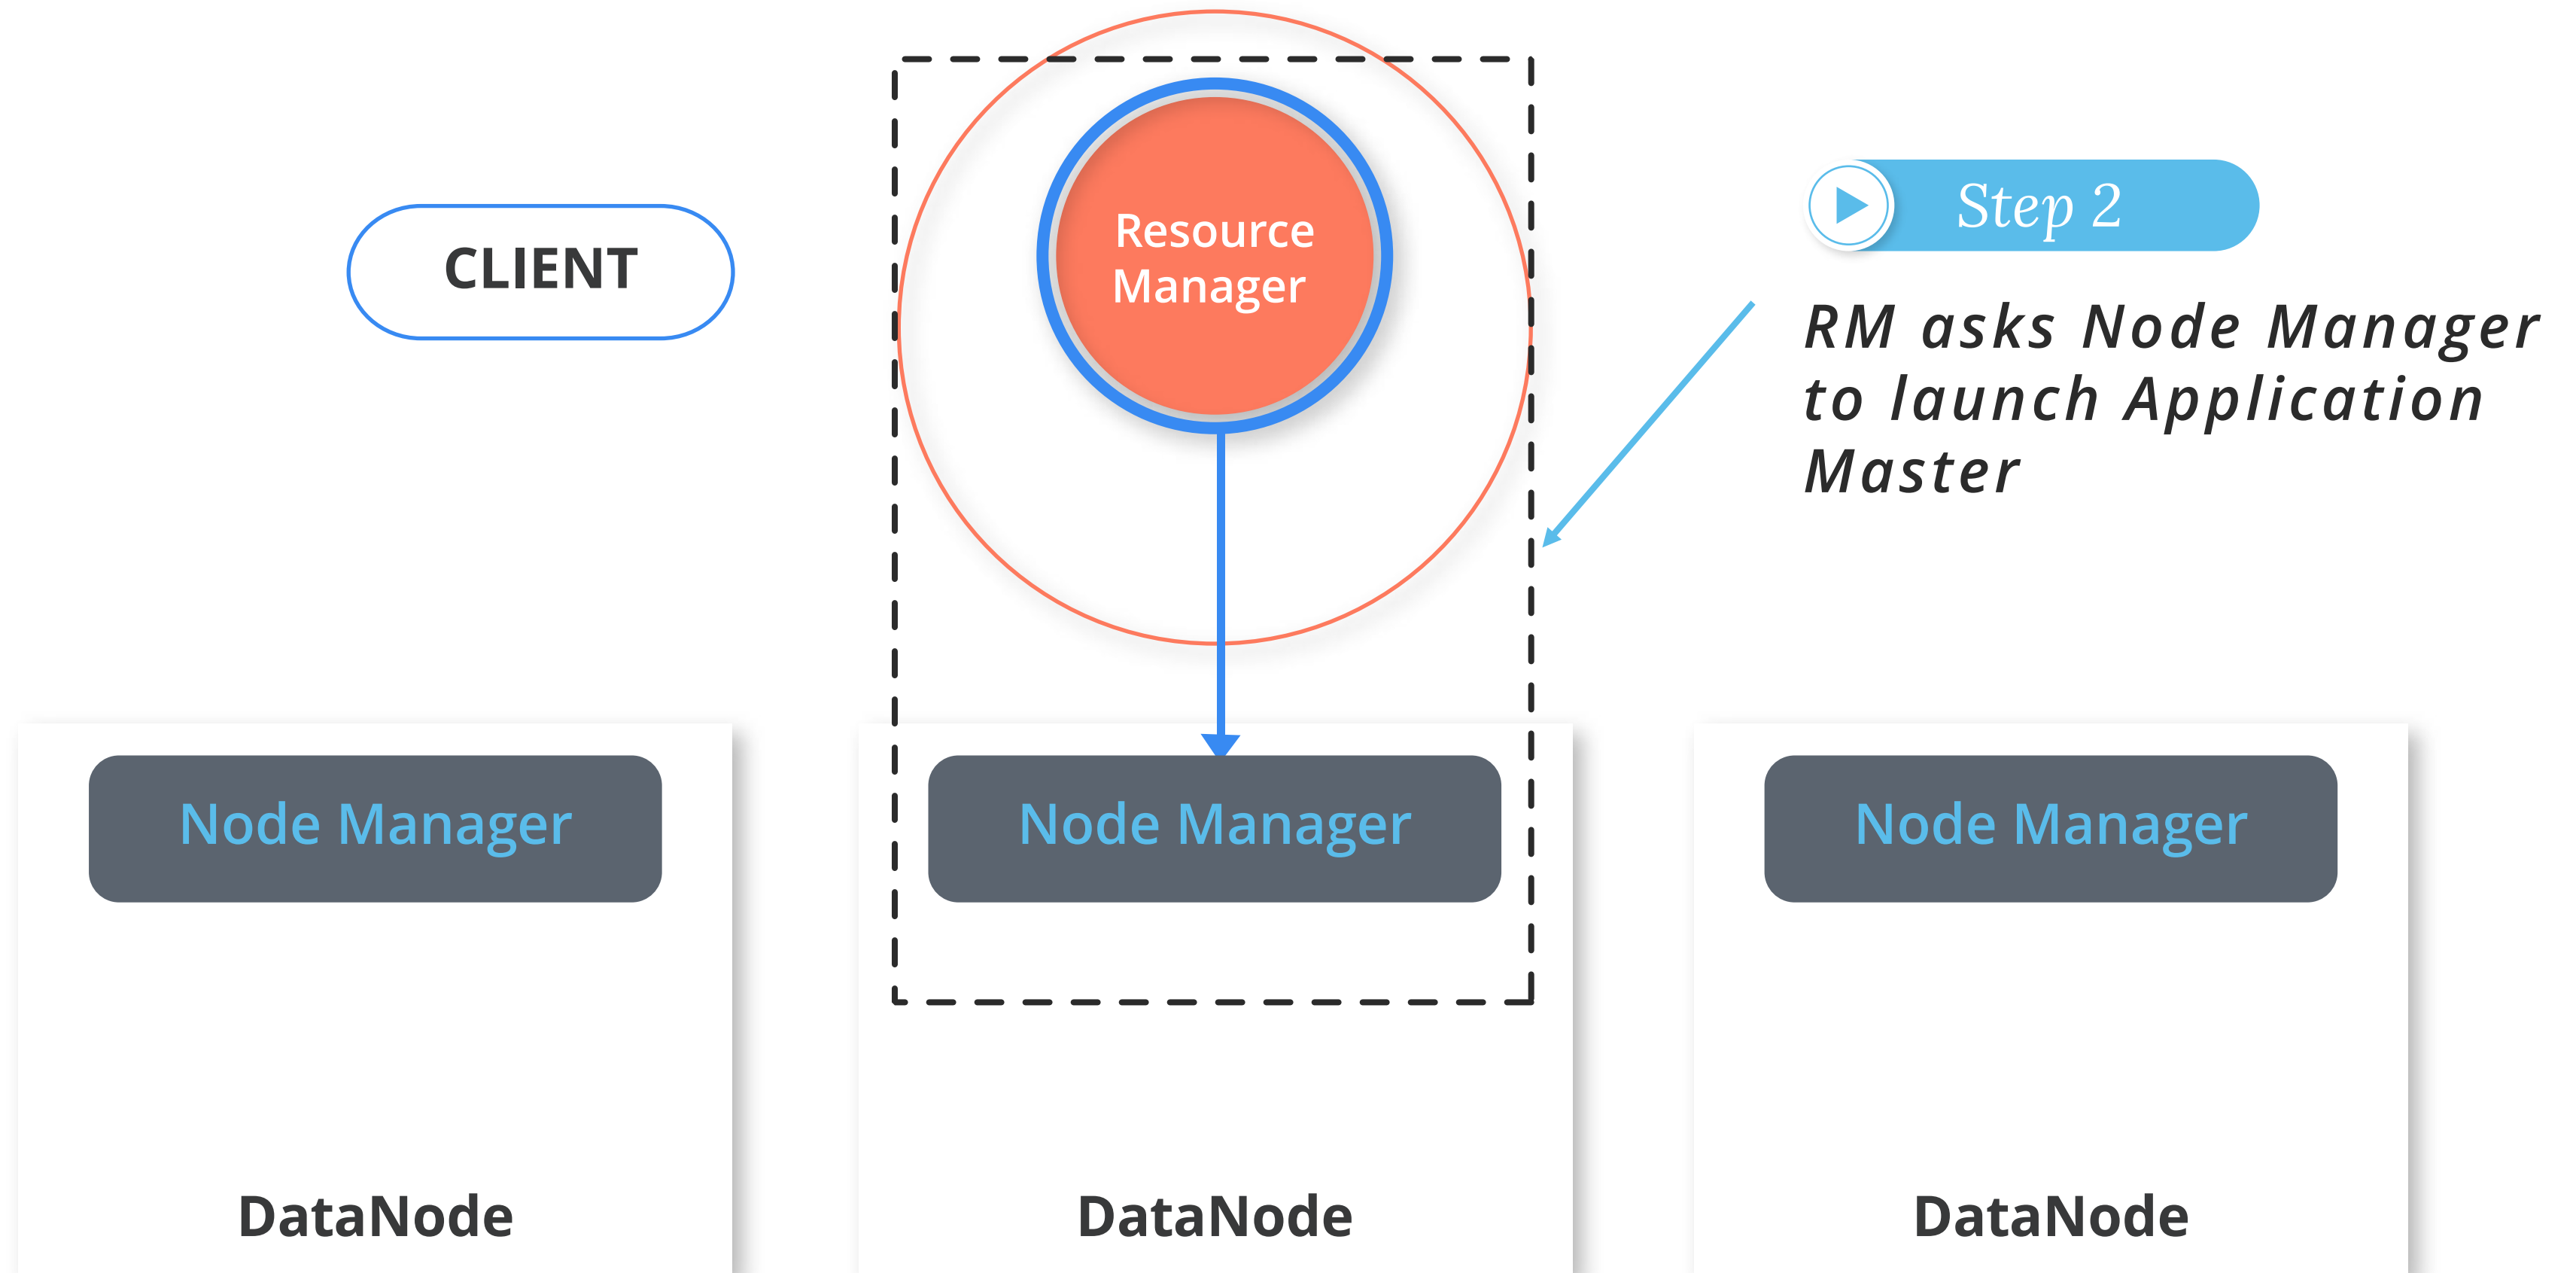 CLIENT
Resource
Manager
Step 2
RM asks Node Manager
to launch Application
Master
Node Manager
Node Manager
Node Manager
DataNode
DataNode
DataNode